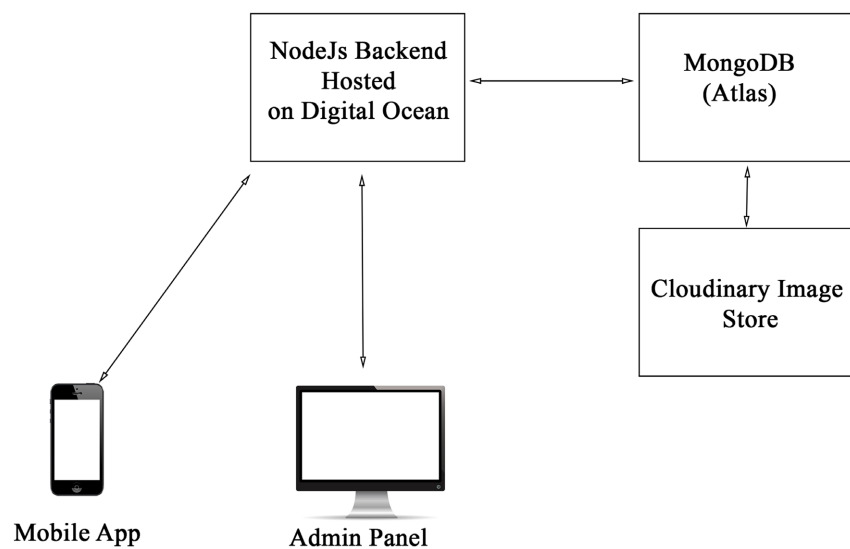 NodeJs Backend
Hosted
on Digital Ocean
MongoDB
(Atlas)
Cloudinary Image
Store
Mobile App
Admin Panel